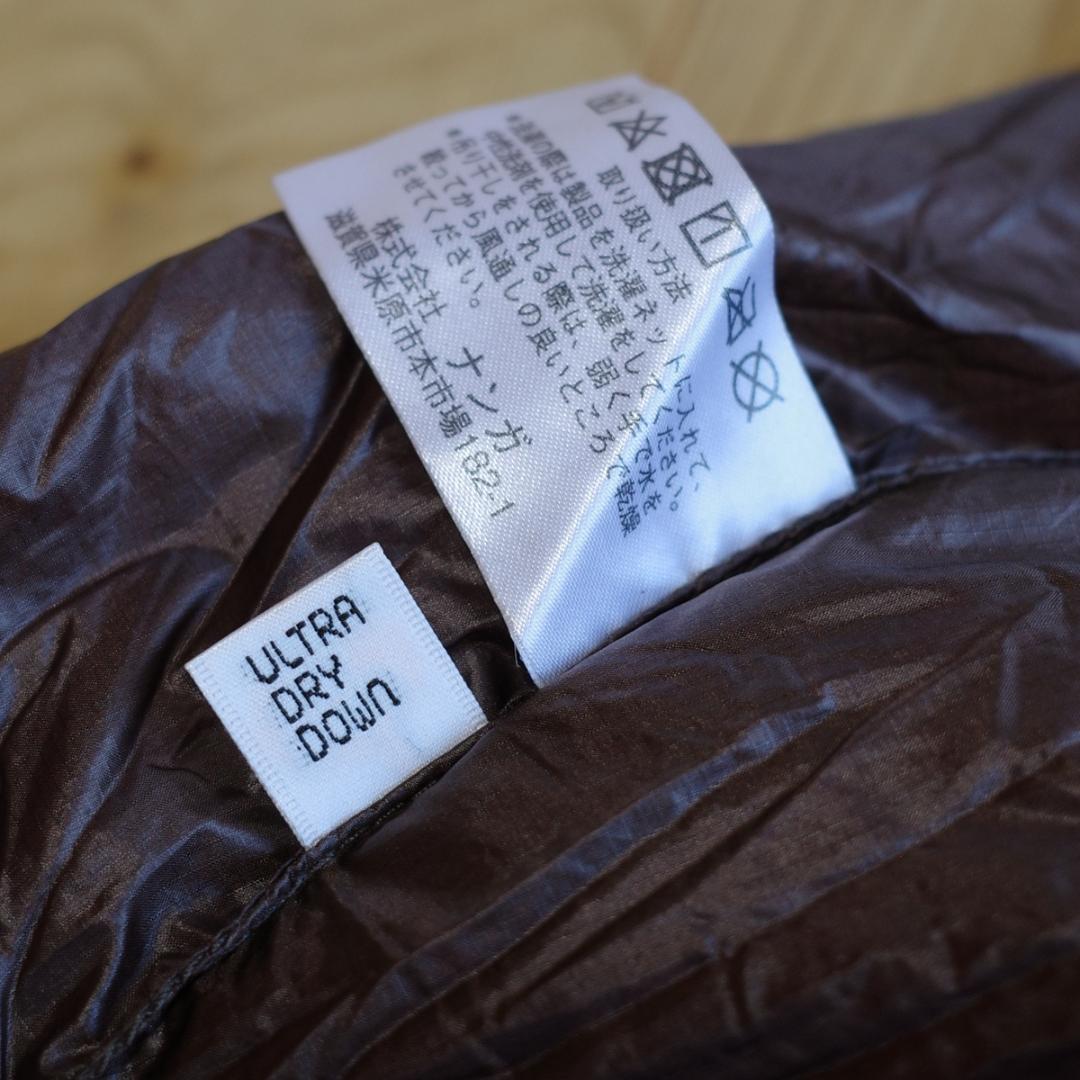 取り扱い方法
*洗濯の際は製品を洗濯ネットに入れて、
中性洗剤を使用して洗濯をしてください。
*吊り干しをされる際は、弱く手で水を
取ってから風通しの良いところで乾燥
させてください。
株式会社 ナンガ
滋賀県米原市本市場182-1
ULTRA
DRY
DOWN